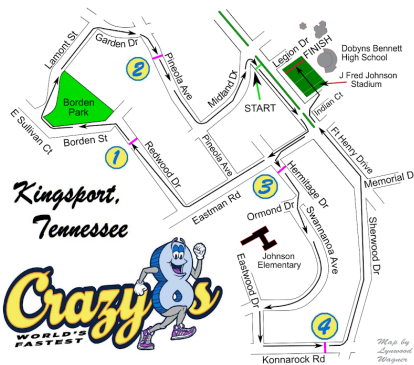 Lamont St
Garden Dr
Pineola Ave
Midland Dr
Legion Dr
FINISH
Dobyns Bennett
High School
J Fred Johnson
Stadium
START
Indian Ct
2
Borden
Park
E Sullivan Ct
Borden St
1
Redwood Dr
Pineola Ave
Ft Henry Drive
Memorial D
Eastman Rd
3
Hermitage Dr
Kingsport,
Tennessee
Ormond D
Swannanoa Ave
Sherwood Dr
Johnson
Elementary
Eastwood Dr
Crazy 8s
WORLD'S
FASTEST
4
Konnarock Rd
Map by
Lynwood
Wagner